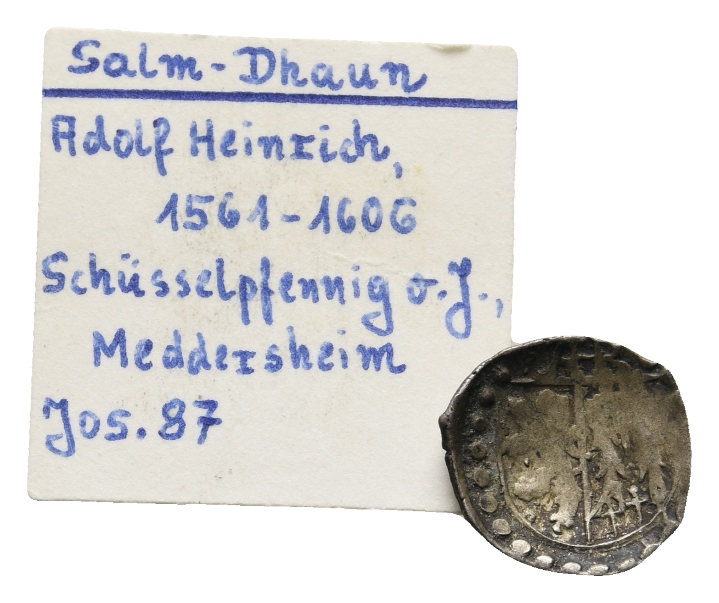 Salm-Dhaun
Adolf Heinrich,
1561-1606
Schüsselpfennig o.J.,
Meddersheim
Jos. 87